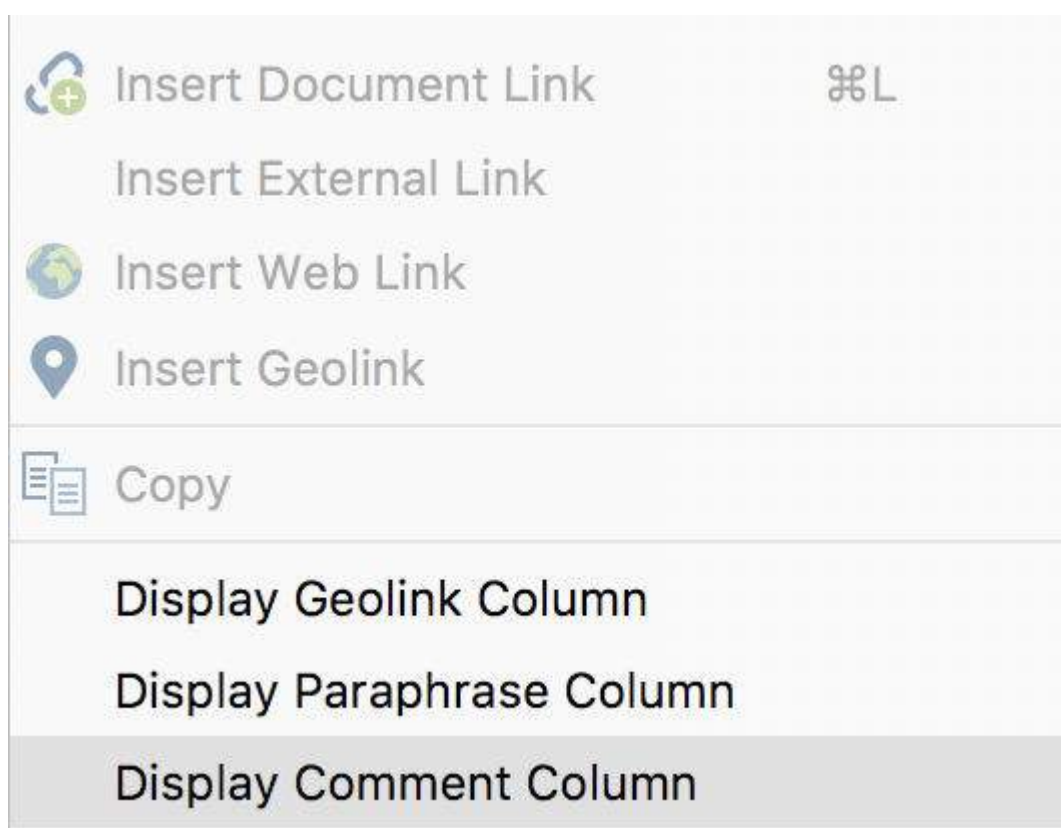 Insert Document Link ⌘L
Insert External Link
Insert Web Link
Insert Geolink
Copy
Display Geolink Column
Display Paraphrase Column
Display Comment Column